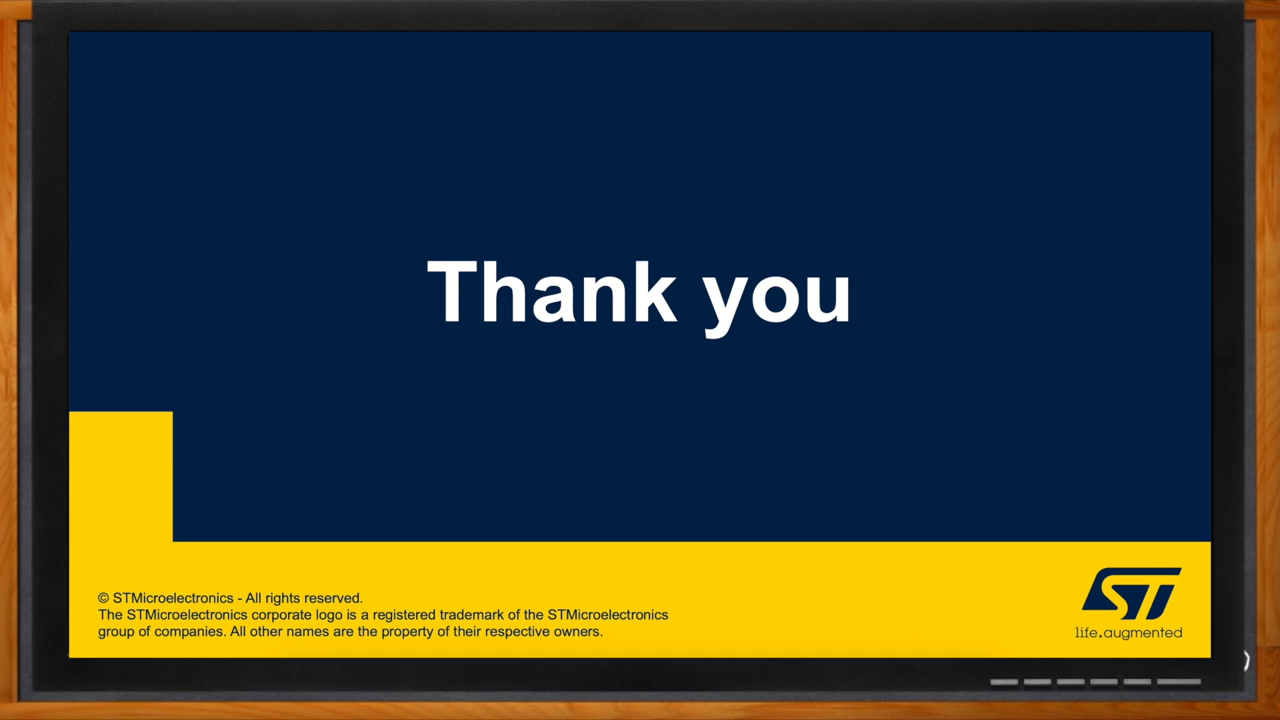 Thank you
© STMicroelectronics - All rights reserved.
The STMicroelectronics corporate logo is a registered trademark of the STMicroelectronics
group of companies. All other names are the property of their respective owners.
ST
life.augmented